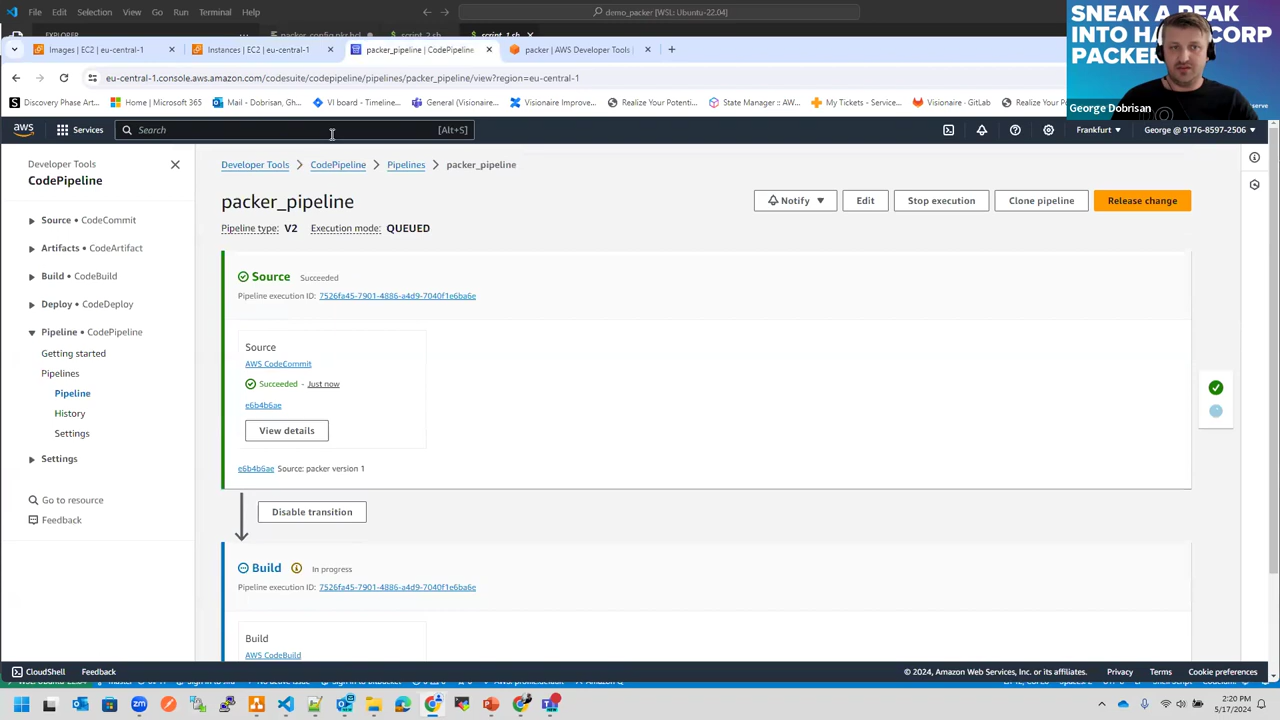 File Edit Selection View Go Run Terminal Help
demo_packer [WSL: Ubuntu-22.04]
EXPLORER
Images | EC2 | eu-central-1
Instances | EC2 | eu-central-1
packer_pipeline | CodePipeline
packer | AWS Developer Tools
eu-central-1.console.aws.amazon.com/codesuite/codepipeline/pipelines/packer_pipeline/view?region=eu-central-1
Discovery Phase Art...
Home | Microsoft 365
Mail - Dobrisan, Gh...
VI board - Timeline...
General (Visionaire...
Visionaire Improve...
Realize Your Potenti...
State Manager :: AW...
My Tickets - Service...
Visionaire · GitLab
Realize Your P
SNEAK A PEAK
INTO HA CORP
PACKE
George Dobrisan
aws
Services
Search
[Alt+S]
Frankfurt
George @ 9176-8597-2506
Developer Tools
CodePipeline
Source • CodeCommit
Artifacts • CodeArtifact
Build • CodeBuild
Deploy • CodeDeploy
Pipeline • CodePipeline
Getting started
Pipelines
Pipeline
History
Settings
Settings
Go to resource
Feedback
Developer Tools > CodePipeline > Pipelines > packer_pipeline
packer_pipeline
Notify
Edit
Stop execution
Clone pipeline
Release change
Pipeline type: V2 Execution mode: QUEUED
Source Succeeded
Pipeline execution ID: 7526fa45-7901-4886-a4d9-7040f1e6ba6e
Source
AWS CodeCommit
Succeeded - Just now
e6b4b6ae
View details
e6b4b6ae Source: packer version 1
Disable transition
Build In progress
Pipeline execution ID: 7526fa45-7901-4886-a4d9-7040f1e6ba6e
Build
AWS CodeBuild
CloudShell
Feedback
© 2024, Amazon Web Services, Inc. or its affiliates.
Privacy
Terms
Cookie preferences
2:20 PM
5/17/2024